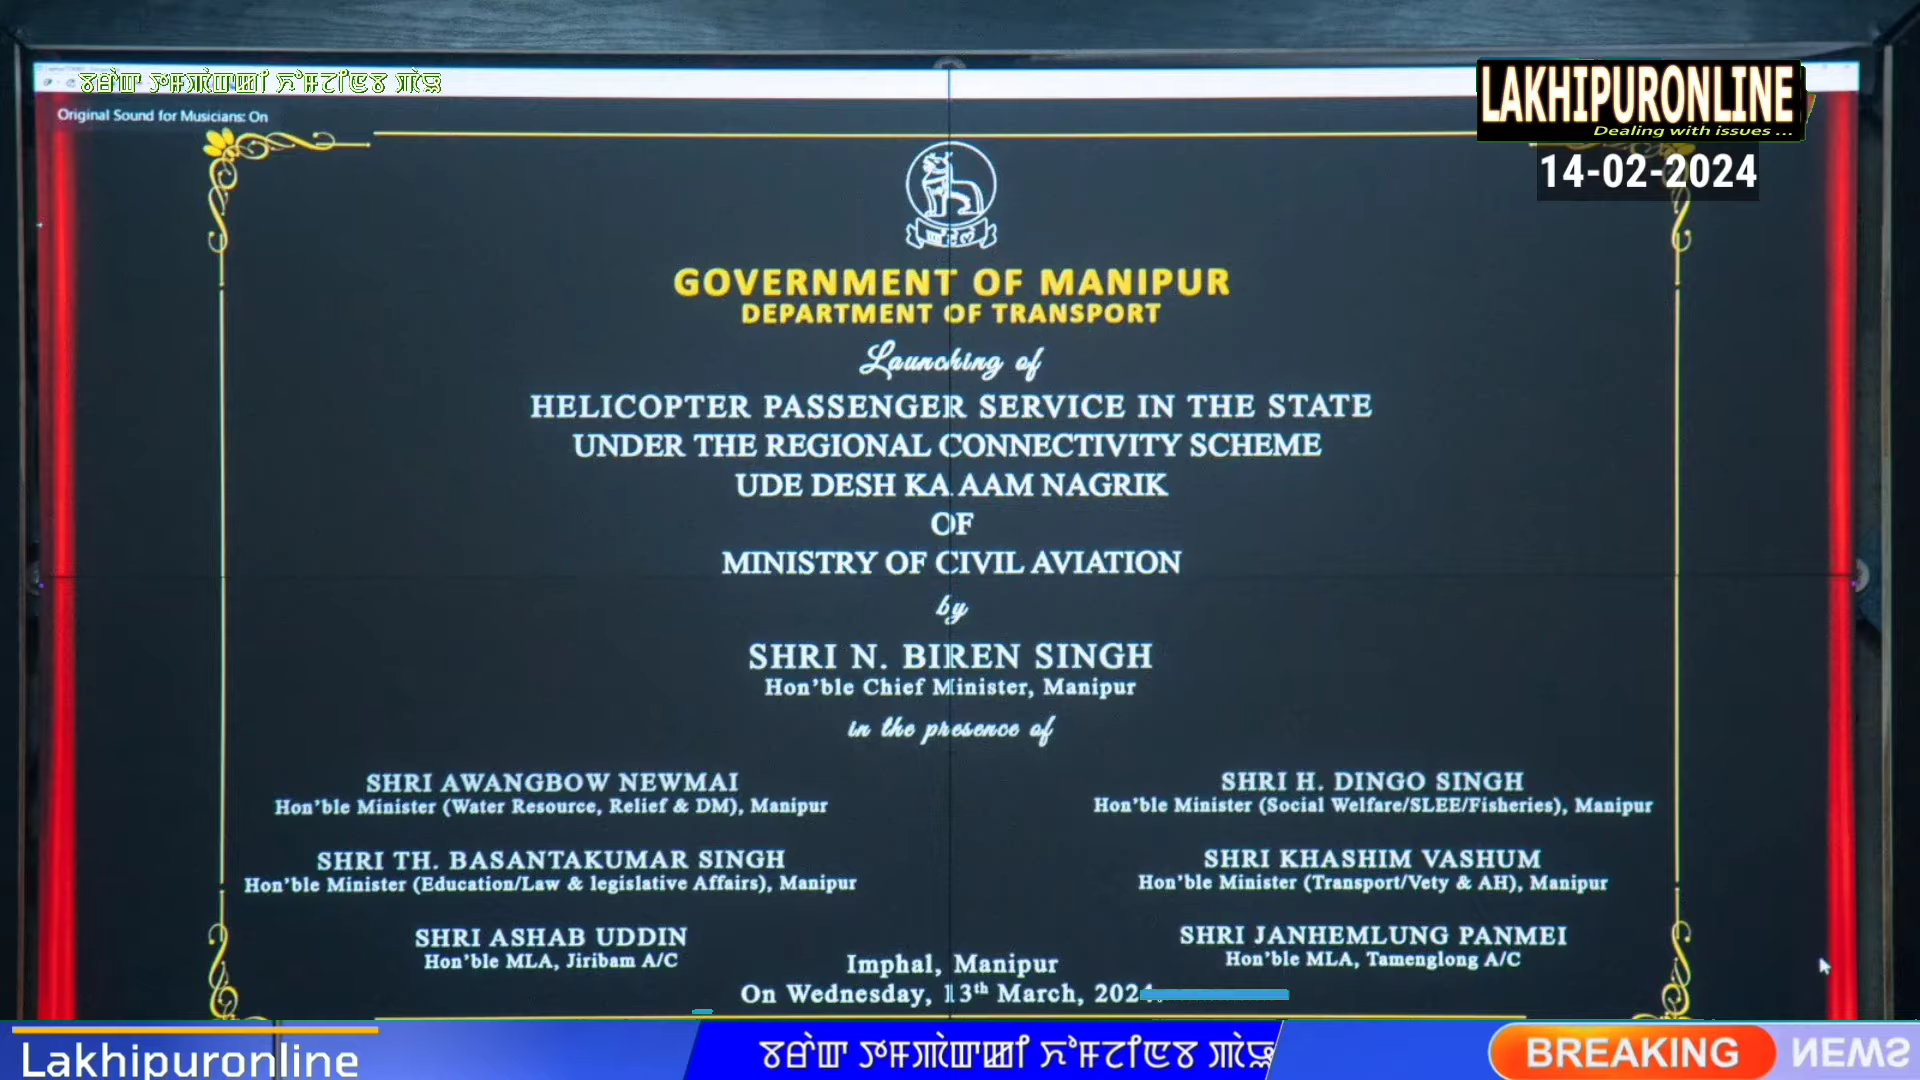 Original Sound for Musicians: On
LAKHIPURONLINE
Dealing with issues ...
14-02-2024
GOVERNMENT OF MANIPUR
DEPARTMENT OF TRANSPORT
Launching of
HELICOPTER PASSENGER SERVICE IN THE STATE
UNDER THE REGIONAL CONNECTIVITY SCHEME
UDE DESH KA AAM NAGRIK
OF
MINISTRY OF CIVIL AVIATION
by
SHRI N. BIREN SINGH
Hon'ble Chief Minister, Manipur
in the presence of
SHRI AWANGBOW NEWMAI
Hon'ble Minister (Water Resource, Relief & DM), Manipur
SHRI H. DINGO SINGH
Hon'ble Minister (Social Welfare/SLEE/Fisheries), Manipur
SHRI TH. BASANTAKUMAR SINGH
Hon'ble Minister (Education/Law & legislative Affairs), Manipur
SHRI KHASHIM VASHUM
Hon'ble Minister (Transport/Vety & AH), Manipur
SHRI ASHAB UDDIN
Hon'ble MLA, Jiribam A/C
SHRI JANHEMLUNG PANMEI
Hon'ble MLA, Tamenglong A/C
Imphal, Manipur
On Wednesday, 13th March, 2024.
Lakhipuronline
BREAKING NEWS